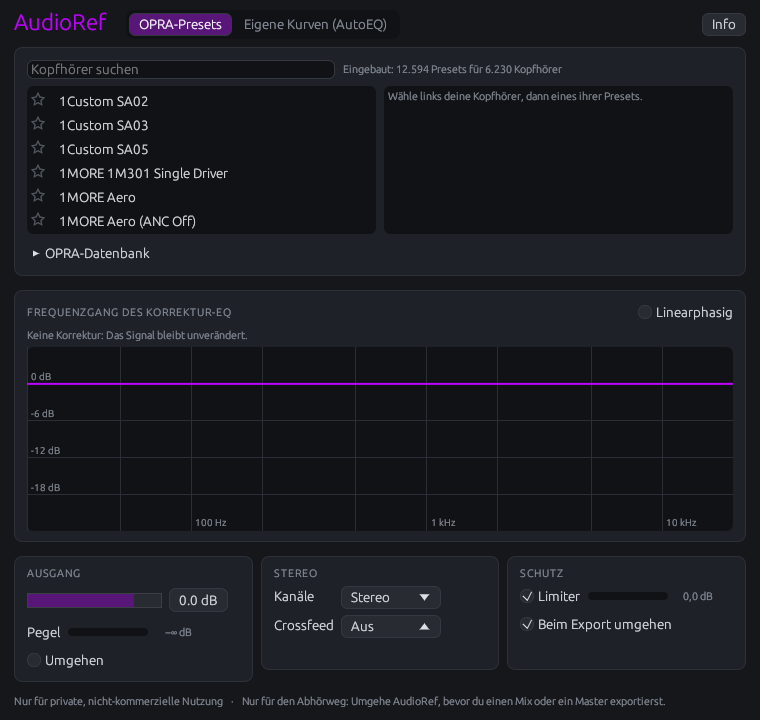 AudioRef OPRA-Presets Eigene Kurven (AutoEQ) Info
Kopfhörer suchen Eingebaut: 12.594 Presets für 6.230 Kopfhörer
1Custom SA02 Wähle links deine Kopfhörer, dann eines ihrer Presets.
1Custom SA03
1Custom SA05
1MORE 1M301 Single Driver
1MORE Aero
1MORE Aero (ANC Off)
OPRA-Datenbank
FREQUENZGANG DES KORREKTUR-EQ Linearphasig
Keine Korrektur: Das Signal bleibt unverändert.
0 dB
-6 dB
-12 dB
-18 dB
100 Hz 1 kHz 10 kHz
AUSGANG
0.0 dB
Pegel −∞ dB
Umgehen
STEREO
Kanäle Stereo
Crossfeed Aus
SCHUTZ
Limiter 0,0 dB
Beim Export umgehen
Nur für private, nicht-kommerzielle Nutzung · Nur für den Abhörweg: Umgehe AudioRef, bevor du einen Mix oder ein Master exportierst.